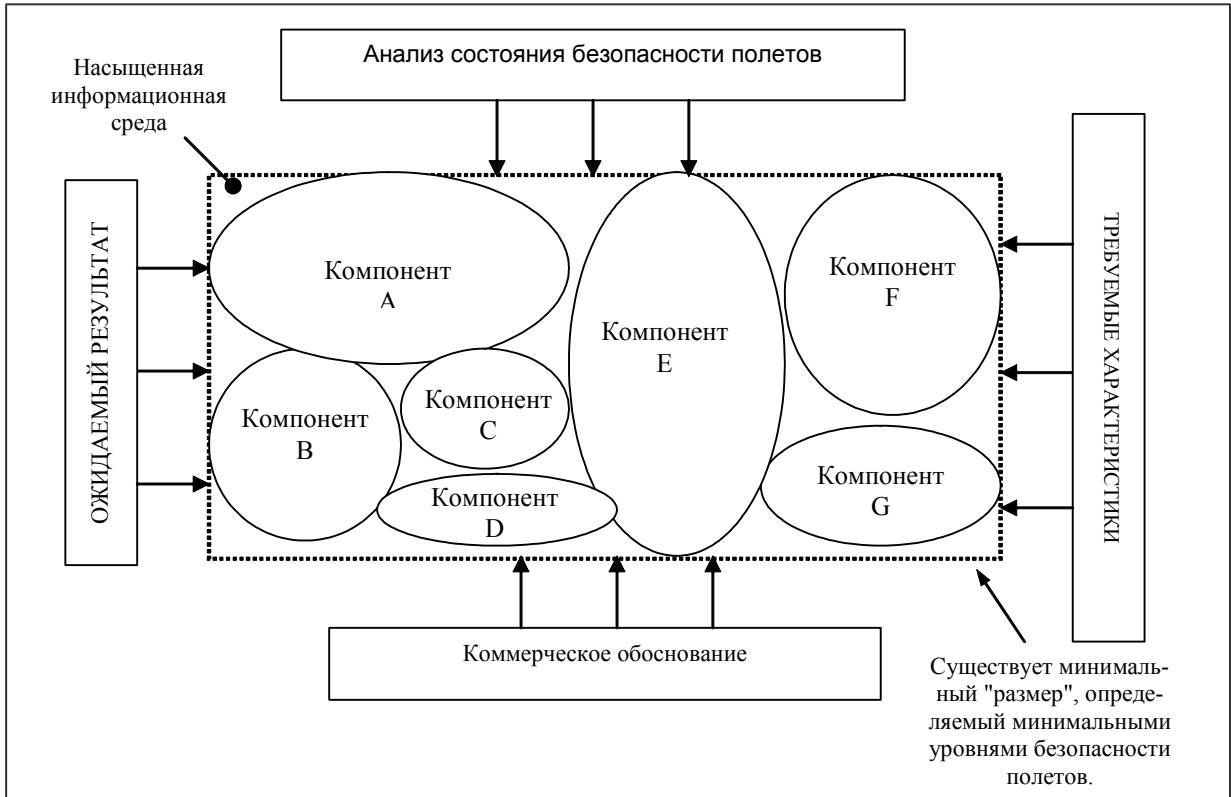 Анализ состояния безопасности полетов
Насыщенная
информационная
среда
ОЖИДАЕМЫЙ РЕЗУЛЬТАТ
ТРЕБУЕМЫЕ ХАРАКТЕРИСТИКИ
Компонент
A
Компонент
B
Компонент
C
Компонент
D
Компонент
E
Компонент
F
Компонент
G
Коммерческое обоснование
Существует минималь-
ный "размер", опреде-
ляемый минимальными
уровнями безопасности
полетов.